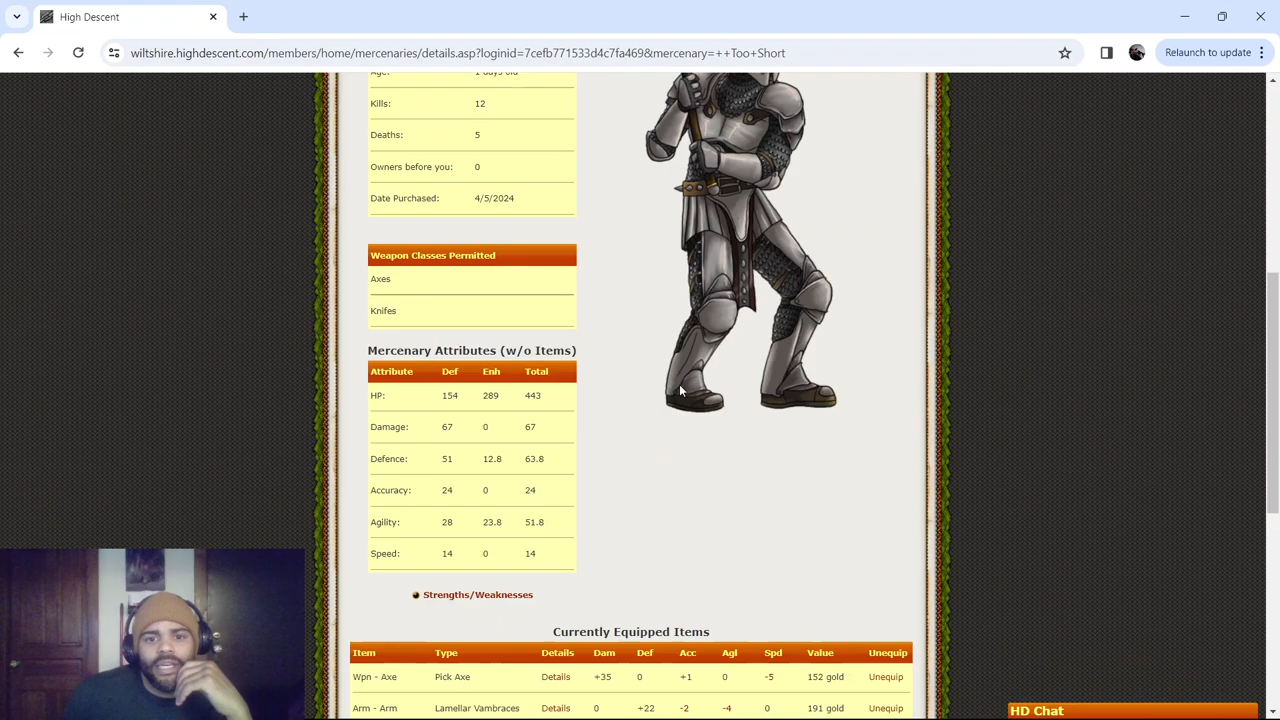 High Descent
wiltshire.highdescent.com/members/home/mercenaries/details.asp?loginid=7cefb771533d4c7fa469&mercenary=++Too+Short
Relaunch to update
Age: 1 days old
Kills: 12
Deaths: 5
Owners before you: 0
Date Purchased: 4/5/2024
Weapon Classes Permitted
Axes
Knifes
Mercenary Attributes (w/o Items)
Attribute Def Enh Total
HP: 154 289 443
Damage: 67 0 67
Defence: 51 12.8 63.8
Accuracy: 24 0 24
Agility: 28 23.8 51.8
Speed: 14 0 14
Strengths/Weaknesses
Currently Equipped Items
Item Type Details Dam Def Acc Agl Spd Value Unequip
Wpn - Axe Pick Axe Details +35 0 +1 0 -5 152 gold Unequip
Arm - Arm Lamellar Vambraces Details 0 +22 -2 -4 0 191 gold Unequip
HD Chat